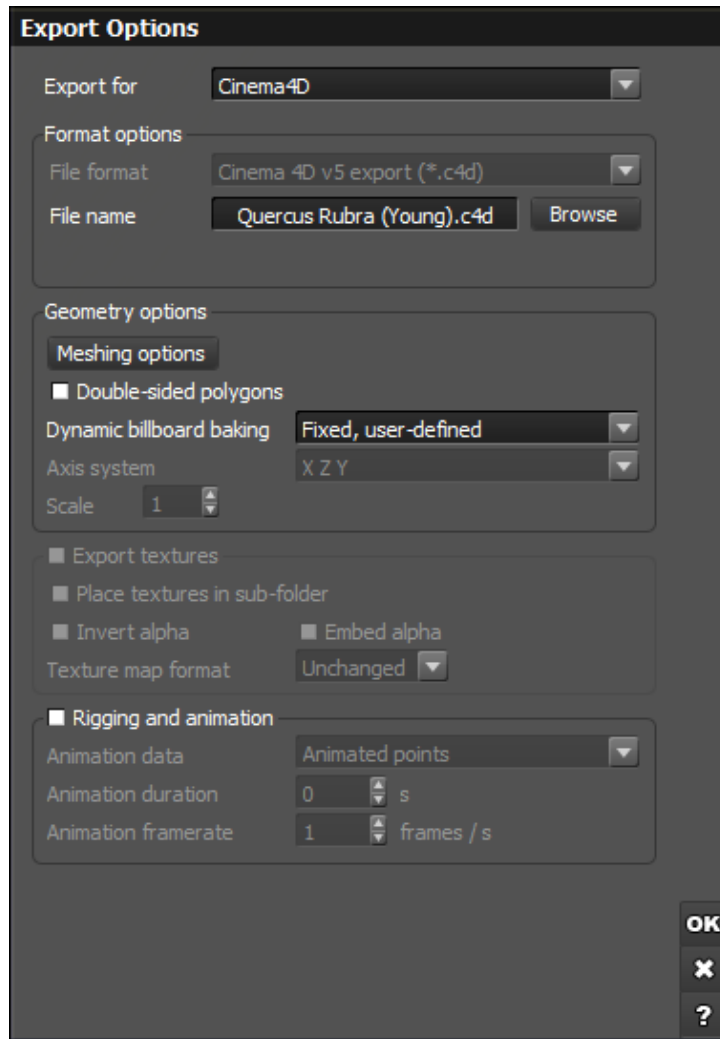 Export Options
Export for Cinema4D
Format options
File format Cinema 4D v5 export (*.c4d)
File name Quercus Rubra (Young).c4d Browse
Geometry options
Meshing options
Double-sided polygons
Dynamic billboard baking Fixed, user-defined
Axis system X Z Y
Scale 1
Export textures
Place textures in sub-folder
Invert alpha Embed alpha
Texture map format Unchanged
Rigging and animation
Animation data Animated points
Animation duration 0 s
Animation framerate 1 frames / s
OK
?